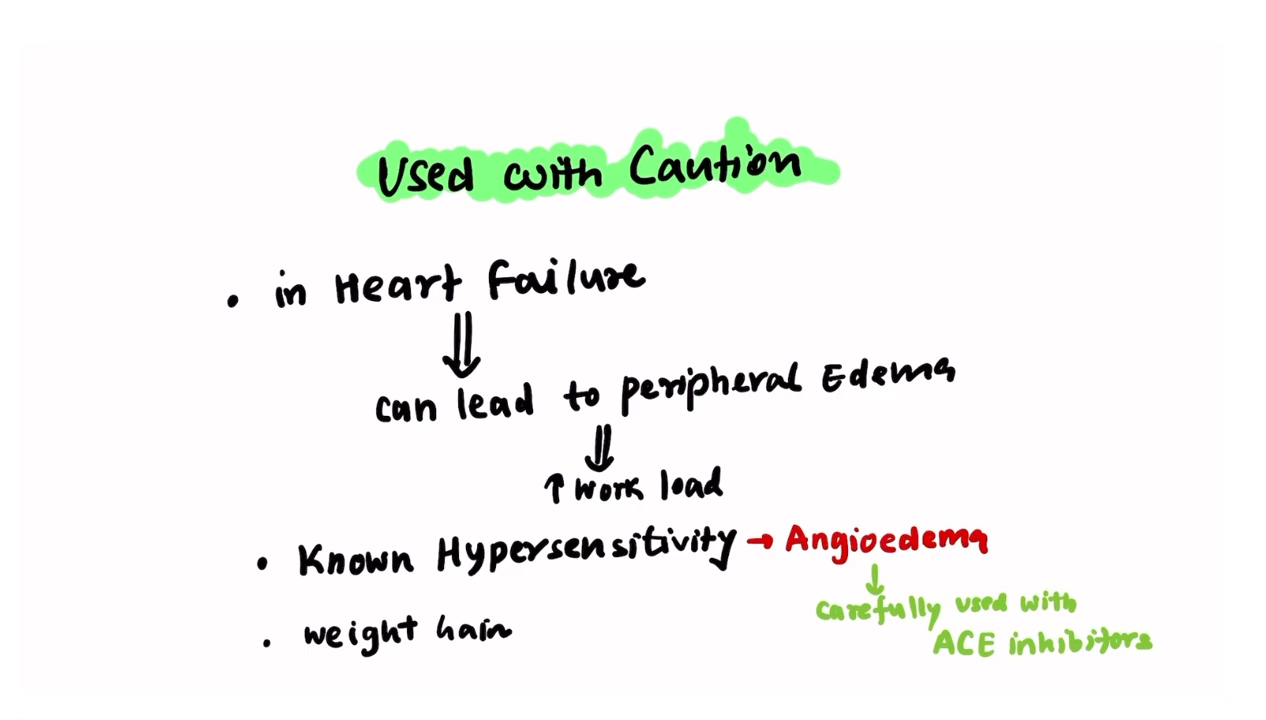 Used with Caution
• in Heart Failure
⇓
can lead to peripheral Edema
⇓
↑ work load
• Known Hypersensitivity → Angioedema
↓
carefully used with
ACE inhibitors
• weight hain